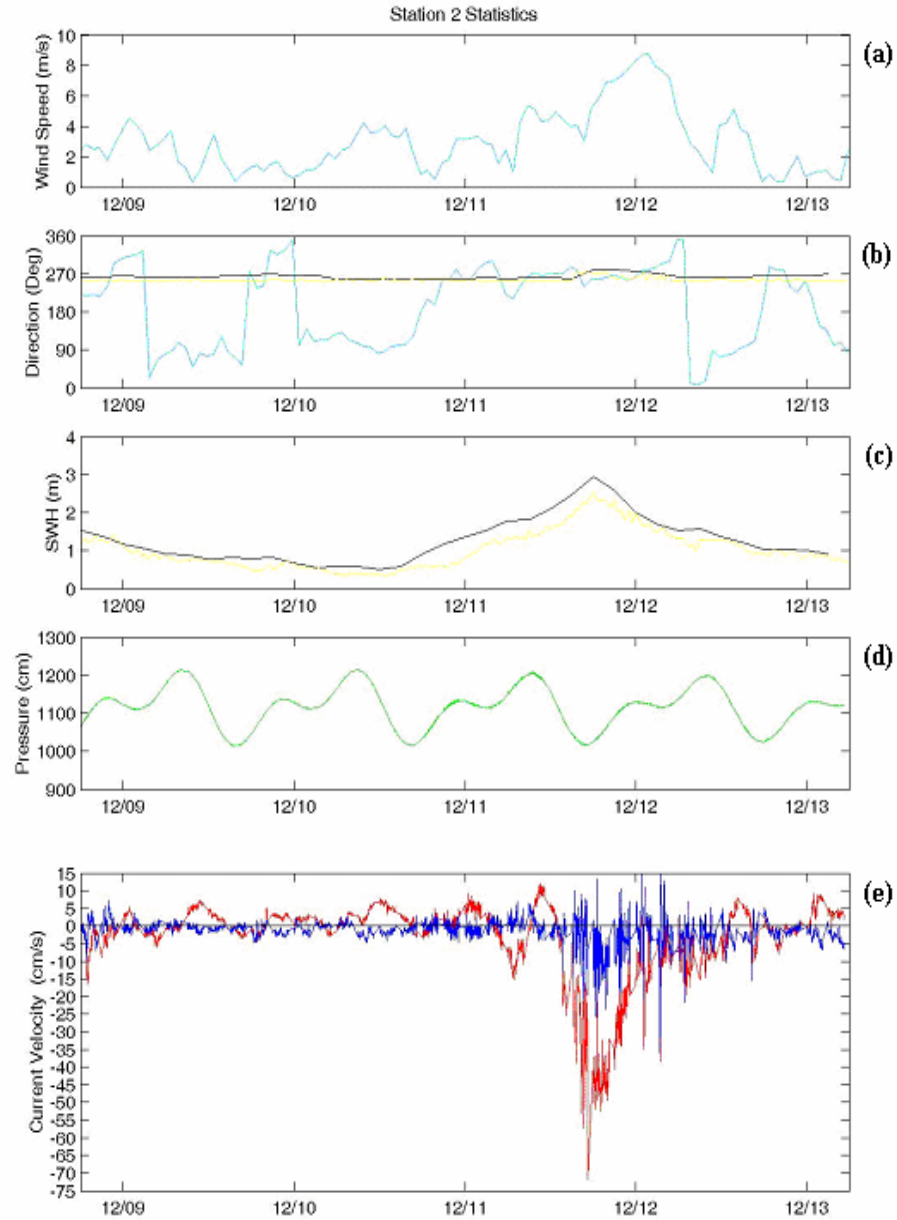 Station 2 Statistics
(a)
Wind Speed (m/s)
10
8
6
4
2
0
12/09 12/10 12/11 12/12 12/13
(b)
Direction (Deg)
360
270
180
90
0
12/09 12/10 12/11 12/12 12/13
(c)
SWH (m)
4
3
2
1
0
12/09 12/10 12/11 12/12 12/13
(d)
Pressure (cm)
1300
1200
1100
1000
900
12/09 12/10 12/11 12/12 12/13
(e)
Current Velocity (cm/s)
15
10
5
0
-5
-10
-15
-20
-25
-30
-35
-40
-45
-50
-55
-60
-65
-70
-75
12/09 12/10 12/11 12/12 12/13